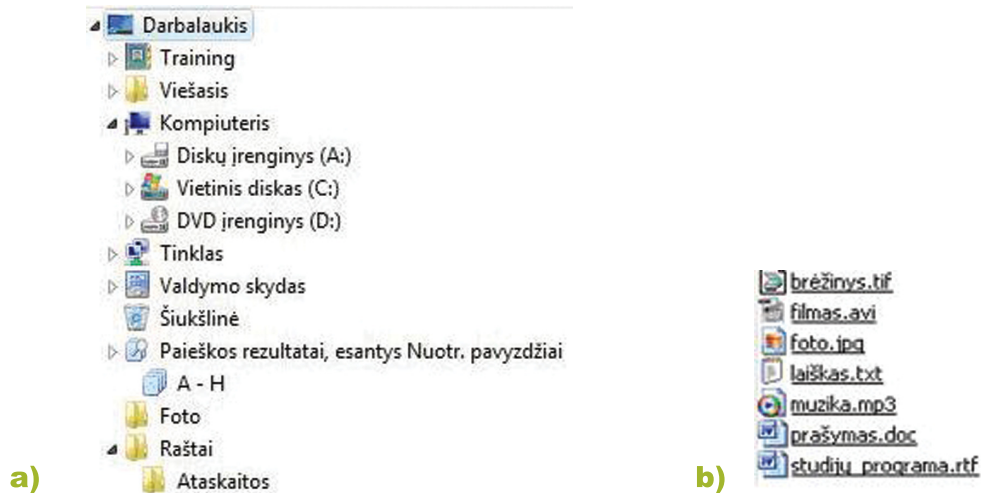 Darbalaukis
Training
Viešasis
Kompiuteris
Diskų įrenginys (A:)
Vietinis diskas (C:)
DVD įrenginys (D:)
Tinklas
Valdymo skydas
Šiukšlinė
Paieškos rezultatai, esantys Nuotr. pavyzdžiai
A - H
Foto
Raštai
Ataskaitos
a)
brėžinys.tif
filmas.avi
foto.jpg
laiškas.txt
muzika.mp3
prašymas.doc
studijų_programa.rtf
b)